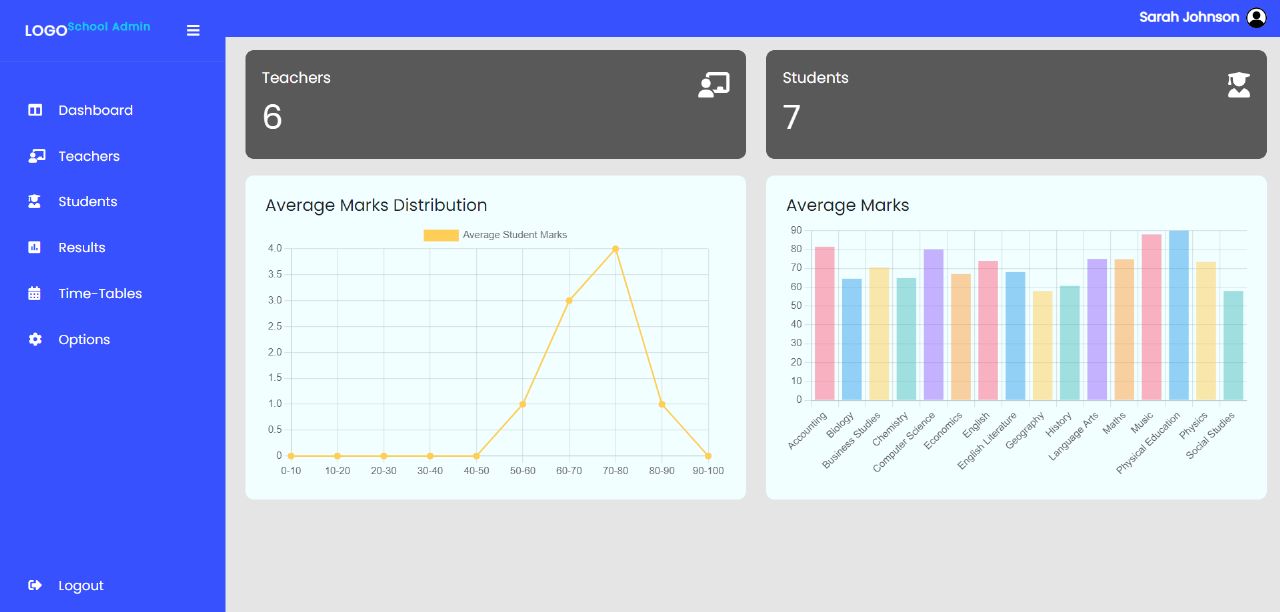 LOGOSchool Admin
Sarah Johnson
Dashboard
Teachers
Students
Results
Time-Tables
Options
Logout
Teachers
6
Students
7
Average Marks Distribution
Average Student Marks
4.0
3.5
3.0
2.5
2.0
1.5
1.0
0.5
0
0-10 10-20 20-30 30-40 40-50 50-60 60-70 70-80 80-90 90-100
Average Marks
90
80
70
60
50
40
30
20
10
0
Accounting Biology Business Studies Chemistry Computer Science Economics English English Literature Geography History Language Arts Maths Music Physical Education Physics Social Studies